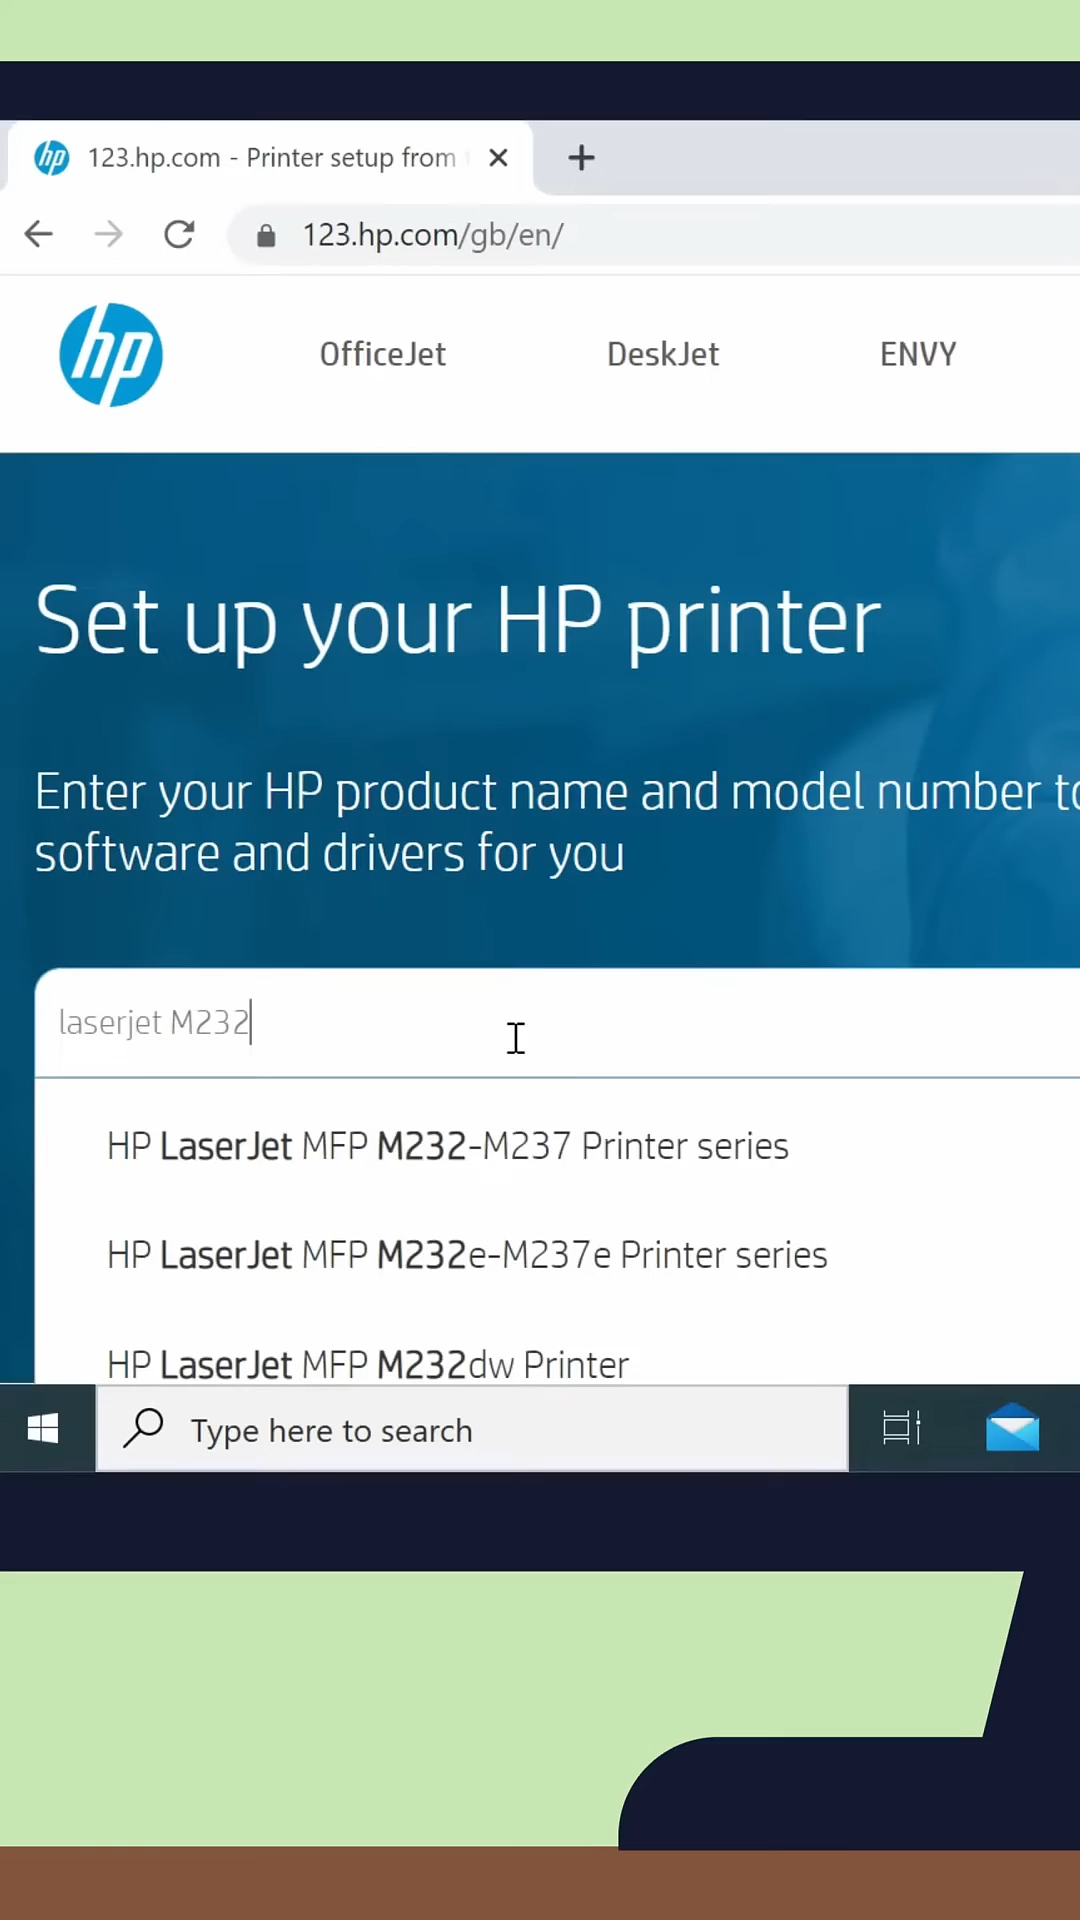 hp 123.hp.com - Printer setup from
123.hp.com/gb/en/
hp OfficeJet DeskJet ENVY
Set up your HP printer
Enter your HP product name and model number to
software and drivers for you
laserjet M232
HP LaserJet MFP M232-M237 Printer series
HP LaserJet MFP M232e-M237e Printer series
HP LaserJet MFP M232dw Printer
Type here to search